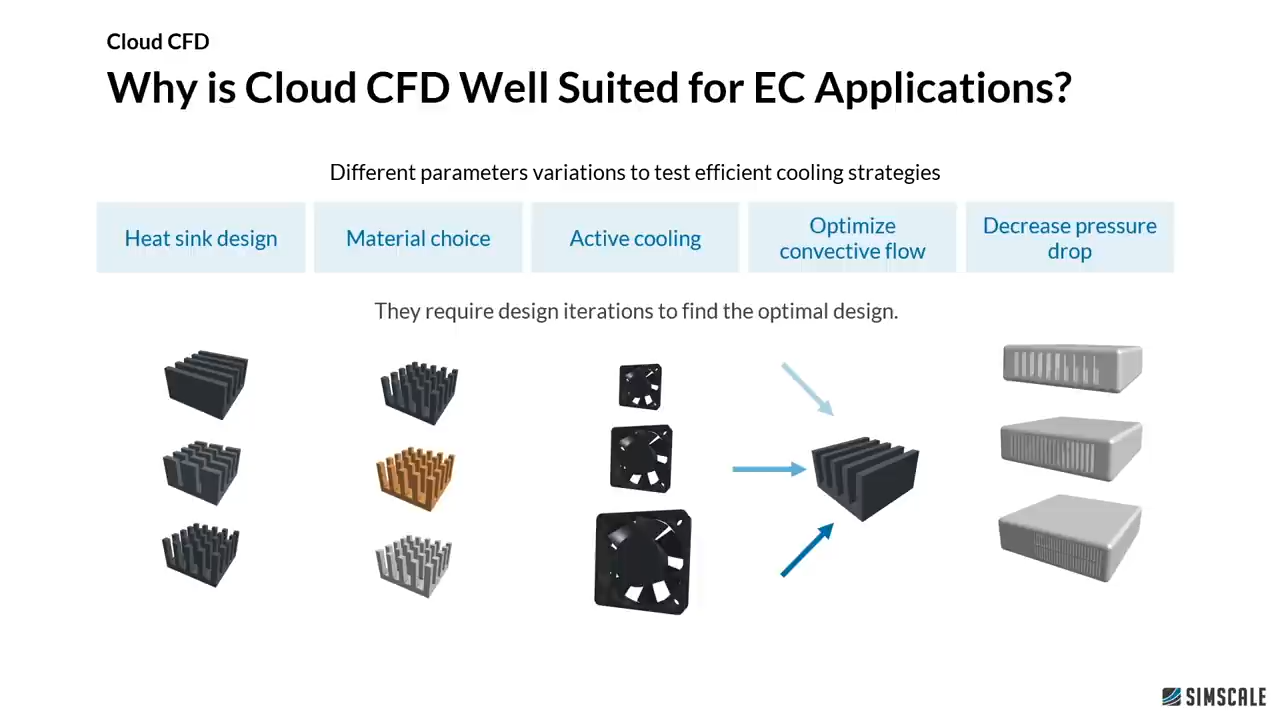 Cloud CFD
Why is Cloud CFD Well Suited for EC Applications?
Different parameters variations to test efficient cooling strategies
Heat sink design
Material choice
Active cooling
Optimize
convective flow
Decrease pressure
drop
They require design iterations to find the optimal design.
SIMSCALE